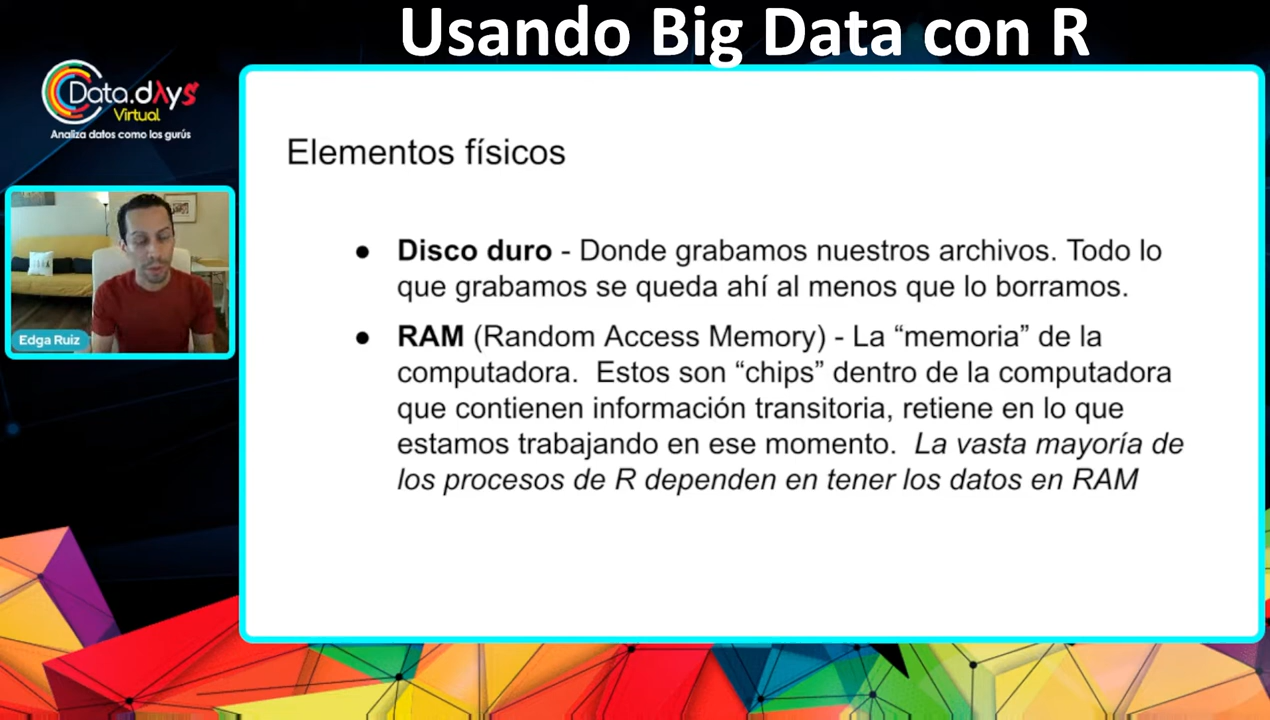 Usando Big Data con R
Data.dλys
Virtual
Analiza datos como los gurús
Edga Ruiz
Elementos físicos
● Disco duro - Donde grabamos nuestros archivos. Todo lo
que grabamos se queda ahí al menos que lo borramos.
● RAM (Random Access Memory) - La “memoria” de la
computadora.  Estos son “chips” dentro de la computadora
que contienen información transitoria, retiene en lo que
estamos trabajando en ese momento.  La vasta mayoría de
los procesos de R dependen en tener los datos en RAM